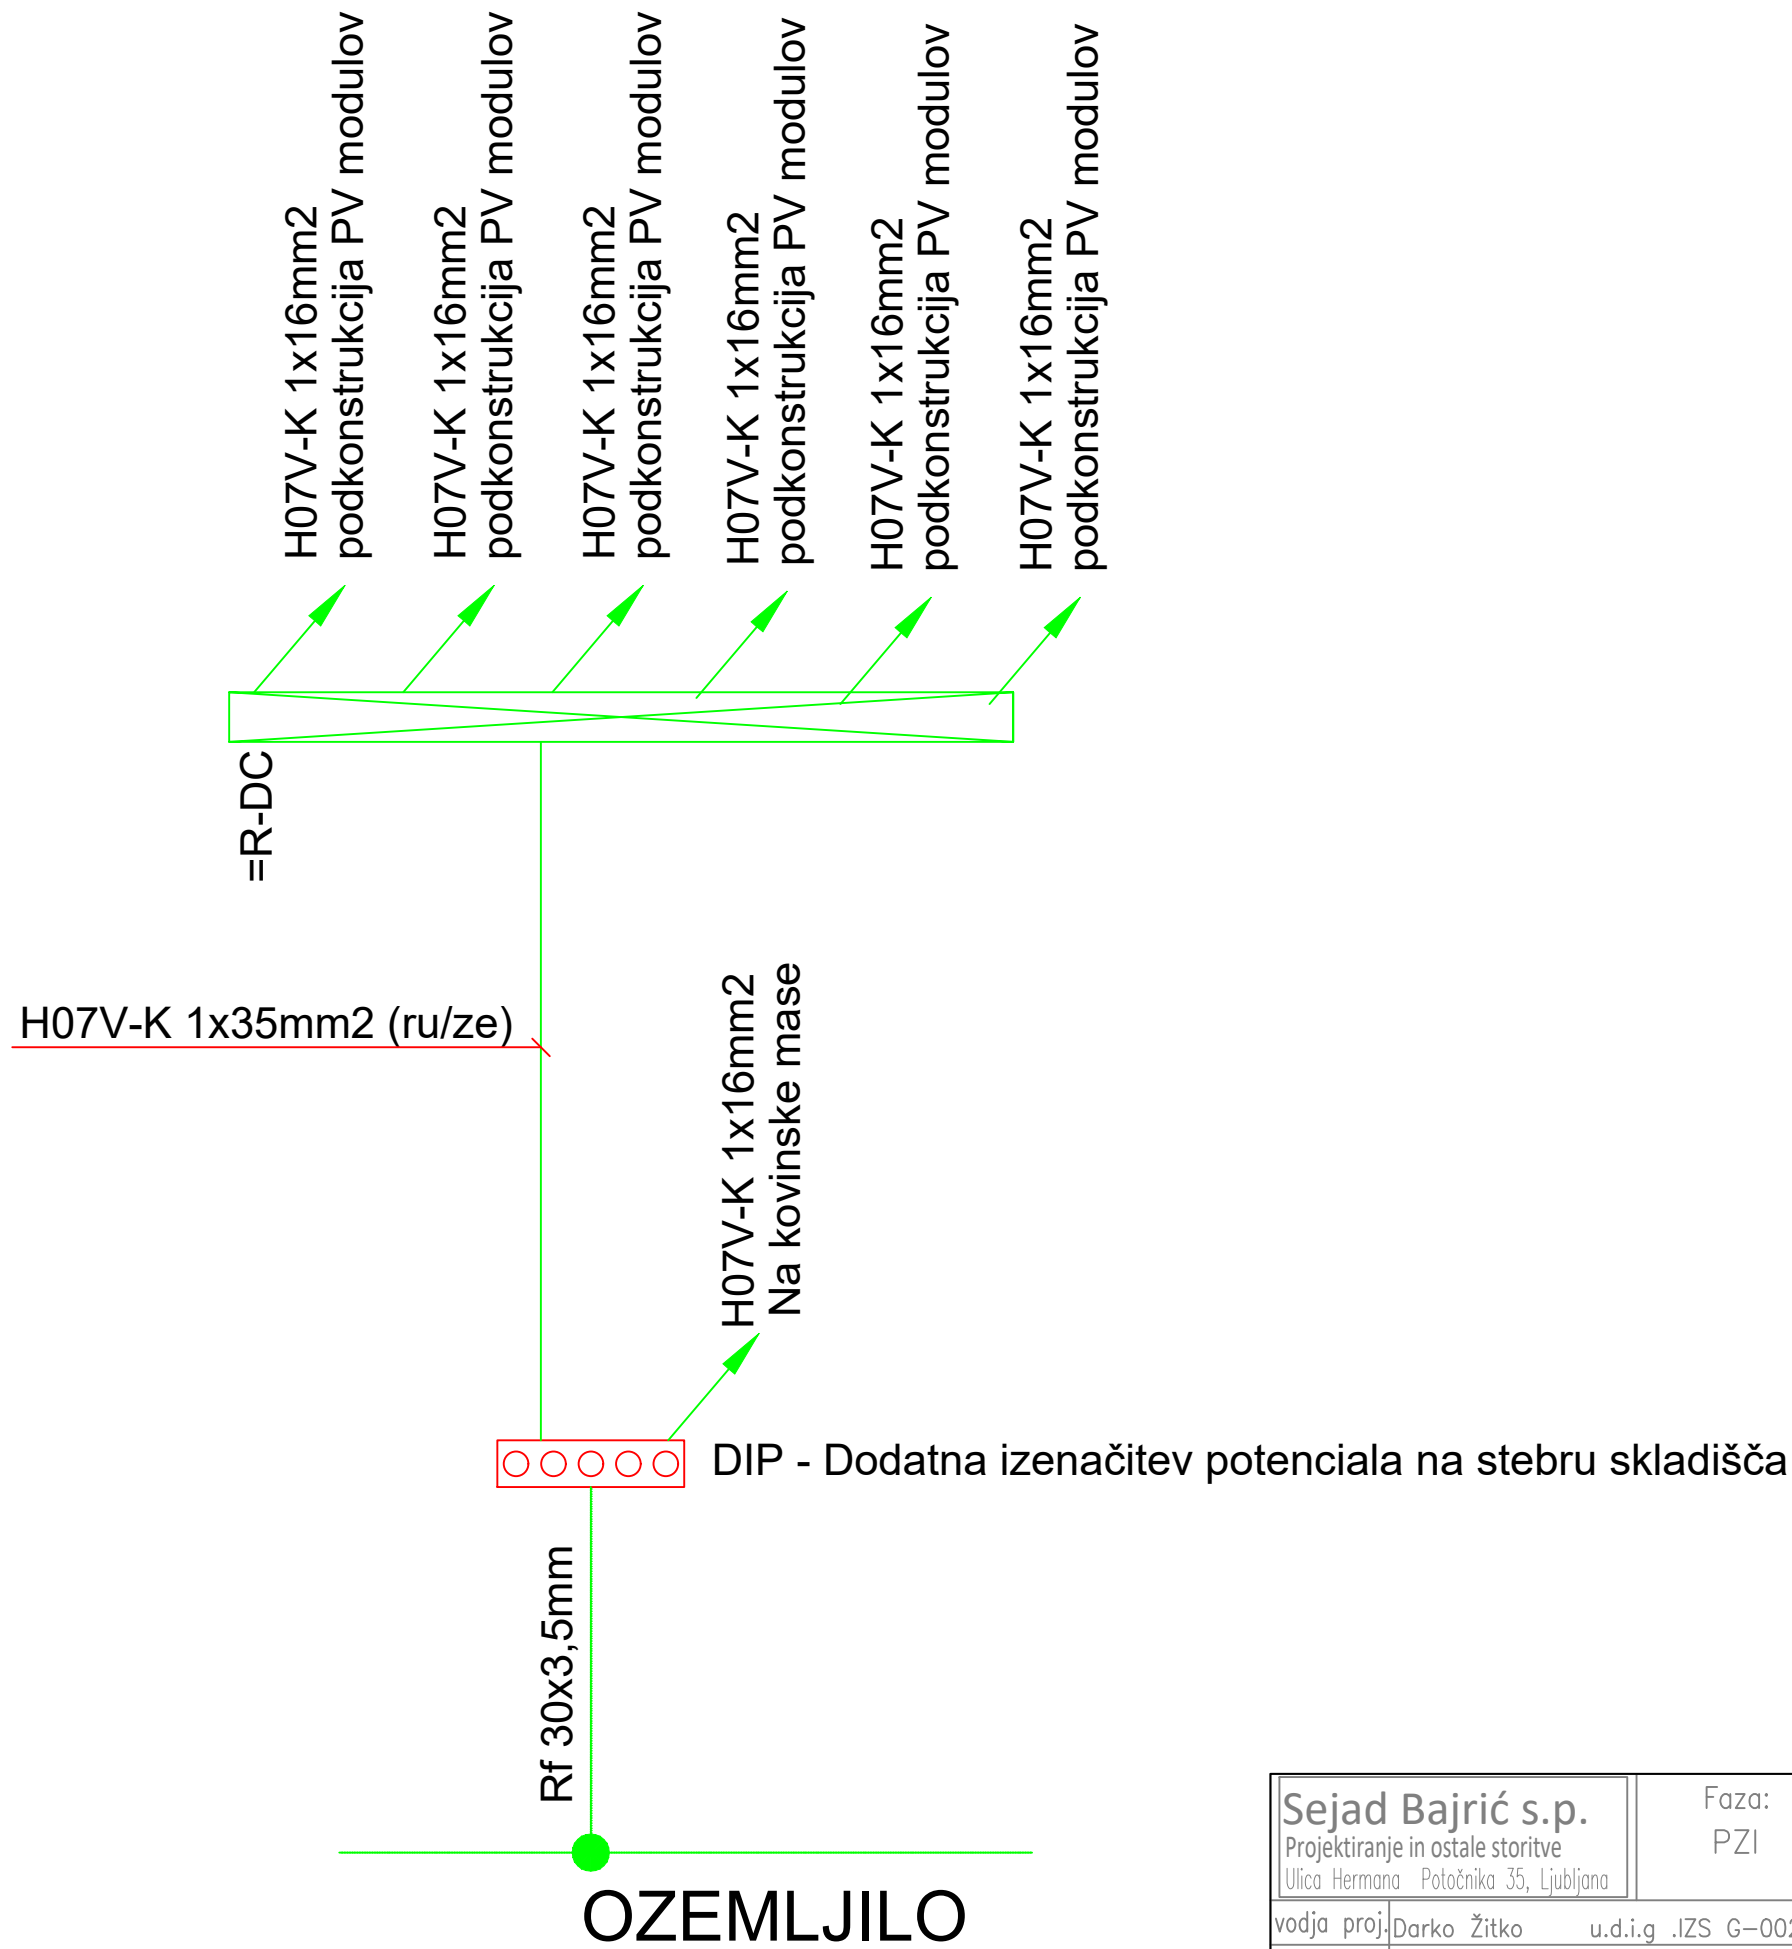 H07V-K 1x16mm2
podkonstrukcija PV modulov
H07V-K 1x16mm2
podkonstrukcija PV modulov
H07V-K 1x16mm2
podkonstrukcija PV modulov
H07V-K 1x16mm2
podkonstrukcija PV modulov
H07V-K 1x16mm2
podkonstrukcija PV modulov
H07V-K 1x16mm2
podkonstrukcija PV modulov
=R-DC
H07V-K 1x35mm2 (ru/ze)
H07V-K 1x16mm2
Na kovinske mase
DIP - Dodatna izenačitev potenciala na stebru skladišča
Rf 30x3,5mm
OZEMLJILO
Sejad Bajrić s.p.
Projektiranje in ostale storitve
Ulica Hermana Potočnika 35, Ljubljana
Faza:
PZI
vodja proj.
Darko Žitko u.d.i.g .IZS G-002